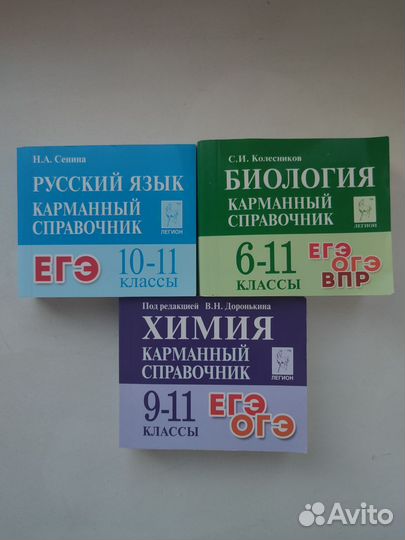 Н.А. Сенина
РУССКИЙ ЯЗЫК
КАРМАННЫЙ
СПРАВОЧНИК
ЛЕГИОН
ЕГЭ
10-11
КЛАССЫ
С.И. Колесников
БИОЛОГИЯ
КАРМАННЫЙ
СПРАВОЧНИК
ЛЕГИОН
6-11
КЛАССЫ
ЕГЭ
ОГЭ
ВПР
Под редакцией В.Н. Доронькина
ХИМИЯ
КАРМАННЫЙ
СПРАВОЧНИК
ЛЕГИОН
9-11
КЛАССЫ
ЕГЭ
ОГЭ
Avito